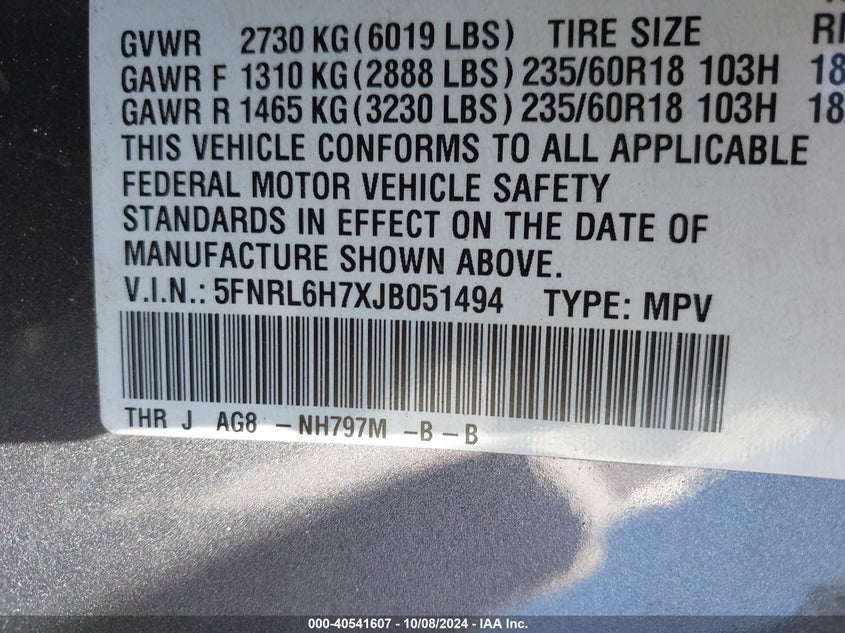 GVWR 2730 KG (6019 LBS) TIRE SIZE
GAWR F 1310 KG (2888 LBS) 235/60R18 103H 18
GAWR R 1465 KG (3230 LBS) 235/60R18 103H 18
THIS VEHICLE CONFORMS TO ALL APPLICABLE
FEDERAL MOTOR VEHICLE SAFETY
STANDARDS IN EFFECT ON THE DATE OF
MANUFACTURE SHOWN ABOVE.
V.I.N.: 5FNRL6H7XJB051494 TYPE: MPV
THR J AG8 - NH797M -B -B
000-40541607 - 10/08/2024 - IAA Inc.